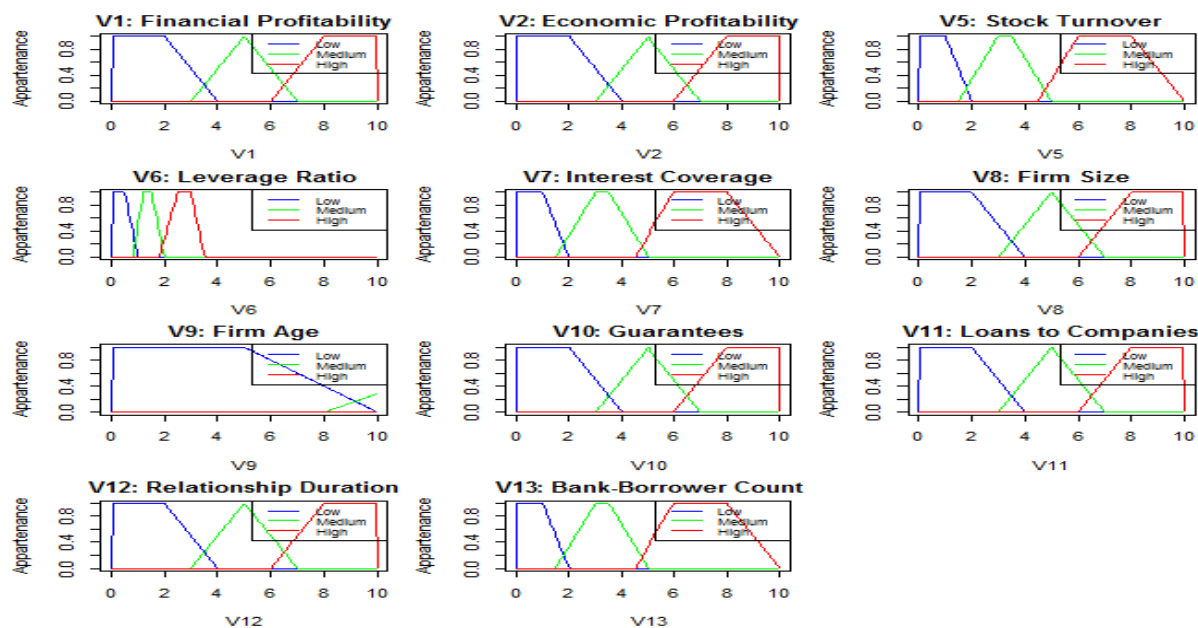 V1: Financial Profitability
Appartenance
0.0 0.4 0.8
Low
Medium
High
0 2 4 6 8 10
V1
V2: Economic Profitability
Appartenance
0.0 0.4 0.8
Low
Medium
High
0 2 4 6 8 10
V2
V5: Stock Turnover
Appartenance
0.0 0.4 0.8
Low
Medium
High
0 2 4 6 8 10
V5
V6: Leverage Ratio
Appartenance
0.0 0.4 0.8
Low
Medium
High
0 2 4 6 8 10
V6
V7: Interest Coverage
Appartenance
0.0 0.4 0.8
Low
Medium
High
0 2 4 6 8 10
V7
V8: Firm Size
Appartenance
0.0 0.4 0.8
Low
Medium
High
0 2 4 6 8 10
V8
V9: Firm Age
Appartenance
0.0 0.4 0.8
Low
Medium
High
0 2 4 6 8 10
V9
V10: Guarantees
Appartenance
0.0 0.4 0.8
Low
Medium
High
0 2 4 6 8 10
V10
V11: Loans to Companies
Appartenance
0.0 0.4 0.8
Low
Medium
High
0 2 4 6 8 10
V11
V12: Relationship Duration
Appartenance
0.0 0.4 0.8
Low
Medium
High
0 2 4 6 8 10
V12
V13: Bank-Borrower Count
Appartenance
0.0 0.4 0.8
Low
Medium
High
0 2 4 6 8 10
V13